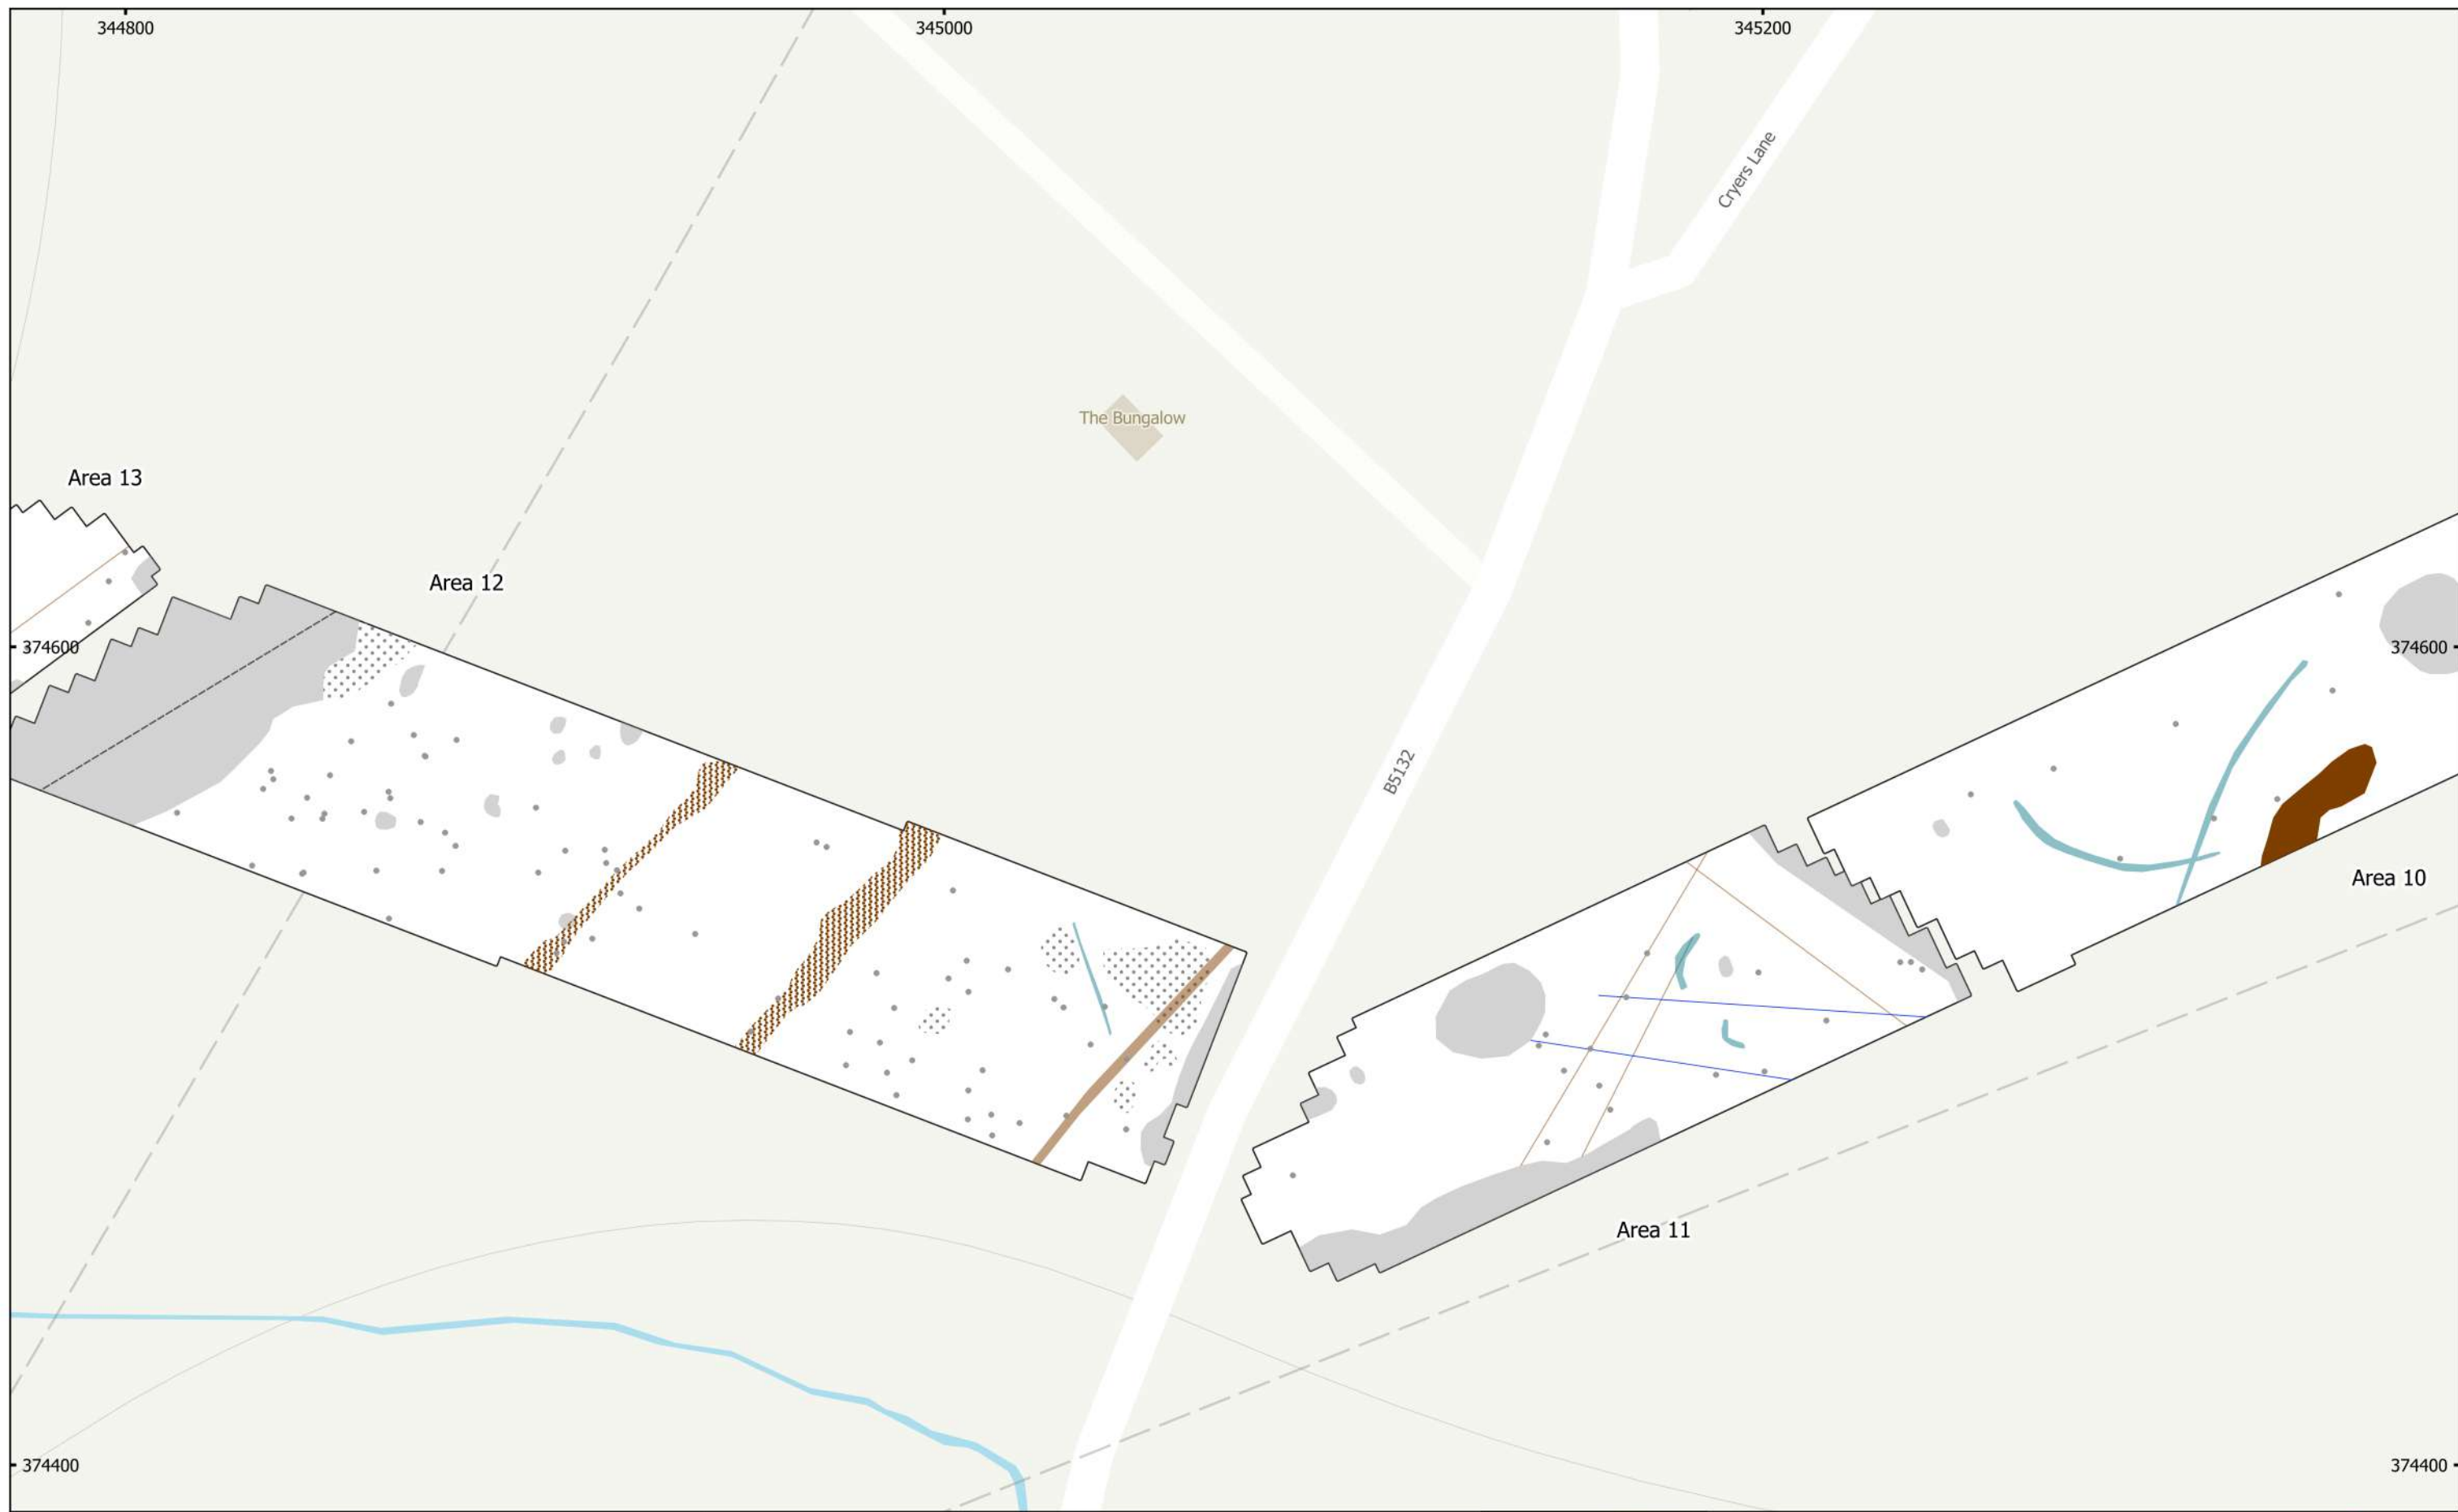 344800
345000
345200
Cryers Lane
The Bungalow
Area 13
Area 12
374600
374600
B5132
Area 10
Area 11
374400
374400